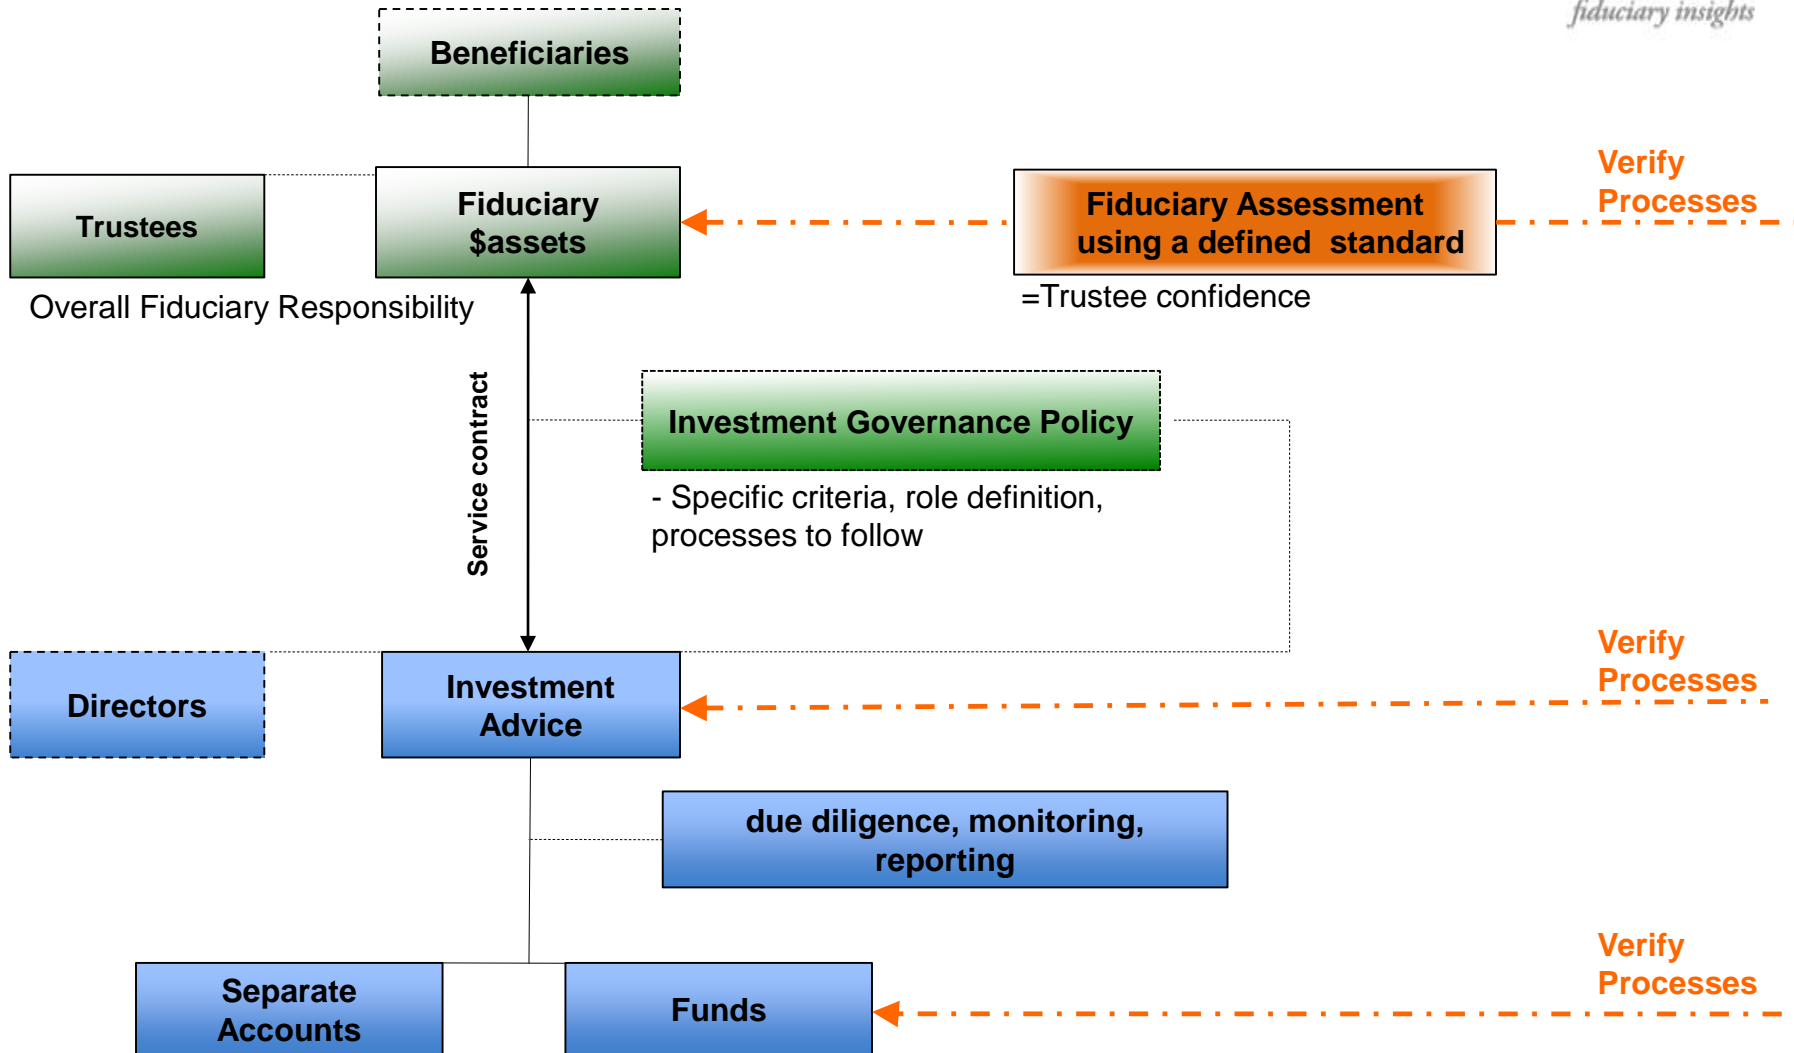 fiduciary insights
Beneficiaries
Verify
Processes
Trustees
Fiduciary
$assets
Fiduciary Assessment
using a defined standard
Overall Fiduciary Responsibility
=Trustee confidence
Service contract
Investment Governance Policy
- Specific criteria, role definition,
processes to follow
Verify
Processes
Directors
Investment
Advice
due diligence, monitoring,
reporting
Verify
Processes
Separate
Accounts
Funds